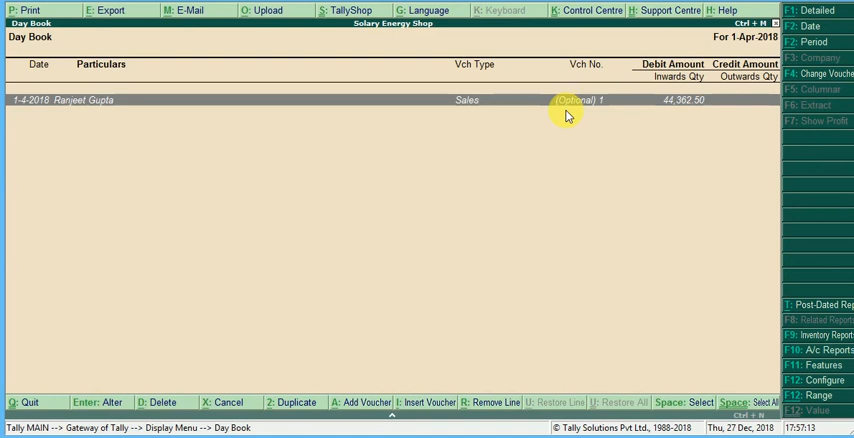 P: Print E: Export M: E-Mail O: Upload S: TallyShop G: Language K: Keyboard K: Control Centre H: Support Centre H: Help
Day Book Solary Energy Shop Ctrl + M
Day Book For 1-Apr-2018
Date Particulars Vch Type Vch No. Debit Amount Credit Amount
Inwards Qty Outwards Qty
1-4-2018 Ranjeet Gupta Sales (Optional) 1 44,362.50
F1: Detailed
F2: Date
F2: Period
F3: Company
F4: Change Vouche
F5: Columnar
F6: Extract
F7: Show Profit
T: Post-Dated Rep
F8: Related Reports
F9: Inventory Report
F10: A/c Reports
F11: Features
F12: Configure
F12: Range
F12: Value
Q: Quit Enter: Alter D: Delete X: Cancel 2: Duplicate A: Add Voucher I: Insert Voucher R: Remove Line U: Restore Line U: Restore All Space: Select Space: Select All
Ctrl + N
Tally MAIN --> Gateway of Tally --> Display Menu --> Day Book © Tally Solutions Pvt Ltd., 1988-2018 Thu, 27 Dec, 2018 17:57:13